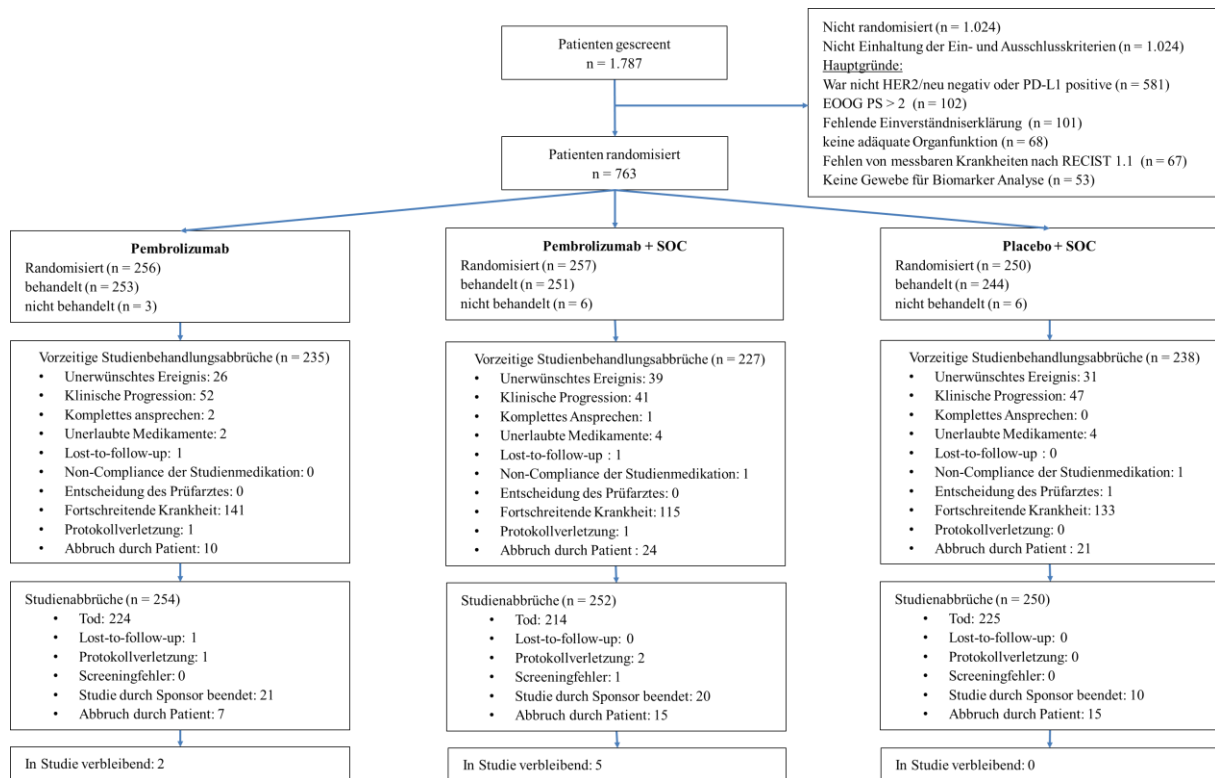 Patienten gescreent
n = 1.787
Nicht randomisiert (n = 1.024)
Nicht Einhaltung der Ein- und Ausschlusskriterien (n = 1.024)
Hauptgründe:
War nicht HER2/neu negativ oder PD-L1 positive (n = 581)
EOOG PS > 2 (n = 102)
Fehlende Einverständniserklärung (n = 101)
keine adäquate Organfunktion (n = 68)
Fehlen von messbaren Krankheiten nach RECIST 1.1 (n = 67)
Keine Gewebe für Biomarker Analyse (n = 53)
Patienten randomisiert
n = 763
Pembrolizumab
Randomisiert (n = 256)
behandelt (n = 253)
nicht behandelt (n = 3)
Pembrolizumab + SOC
Randomisiert (n = 257)
behandelt (n = 251)
nicht behandelt (n = 6)
Placebo + SOC
Randomisiert (n = 250)
behandelt (n = 244)
nicht behandelt (n = 6)
Vorzeitige Studienbehandlungsabbrüche (n = 235)
• Unerwünschtes Ereignis: 26
• Klinische Progression: 52
• Komplettes ansprechen: 2
• Unerlaubte Medikamente: 2
• Lost-to-follow-up: 1
• Non-Compliance der Studienmedikation: 0
• Entscheidung des Prüfarztes: 0
• Fortschreitende Krankheit: 141
• Protokollverletzung: 1
• Abbruch durch Patient: 10
Vorzeitige Studienbehandlungsabbrüche (n = 227)
• Unerwünschtes Ereignis: 39
• Klinische Progression: 41
• Komplettes Ansprechen: 1
• Unerlaubte Medikamente: 4
• Lost-to-follow-up : 1
• Non-Compliance der Studienmedikation: 1
• Entscheidung des Prüfarztes: 0
• Fortschreitende Krankheit: 115
• Protokollverletzung: 1
• Abbruch durch Patient : 24
Vorzeitige Studienbehandlungsabbrüche (n = 238)
• Unerwünschtes Ereignis: 31
• Klinische Progression: 47
• Komplettes Ansprechen: 0
• Unerlaubte Medikamente: 4
• Lost-to-follow-up : 0
• Non-Compliance der Studienmedikation: 1
• Entscheidung des Prüfarztes: 1
• Fortschreitende Krankheit: 133
• Protokollverletzung: 0
• Abbruch durch Patient : 21
Studienabbrüche (n = 254)
• Tod: 224
• Lost-to-follow-up: 1
• Protokollverletzung: 1
• Screeningfehler: 0
• Studie durch Sponsor beendet: 21
• Abbruch durch Patient: 7
Studienabbrüche (n = 252)
• Tod: 214
• Lost-to-follow-up: 0
• Protokollverletzung: 2
• Screeningfehler: 1
• Studie durch Sponsor beendet: 20
• Abbruch durch Patient: 15
Studienabbrüche (n = 250)
• Tod: 225
• Lost-to-follow-up: 0
• Protokollverletzung: 0
• Screeningfehler: 0
• Studie durch Sponsor beendet: 10
• Abbruch durch Patient: 15
In Studie verbleibend: 2
In Studie verbleibend: 5
In Studie verbleibend: 0